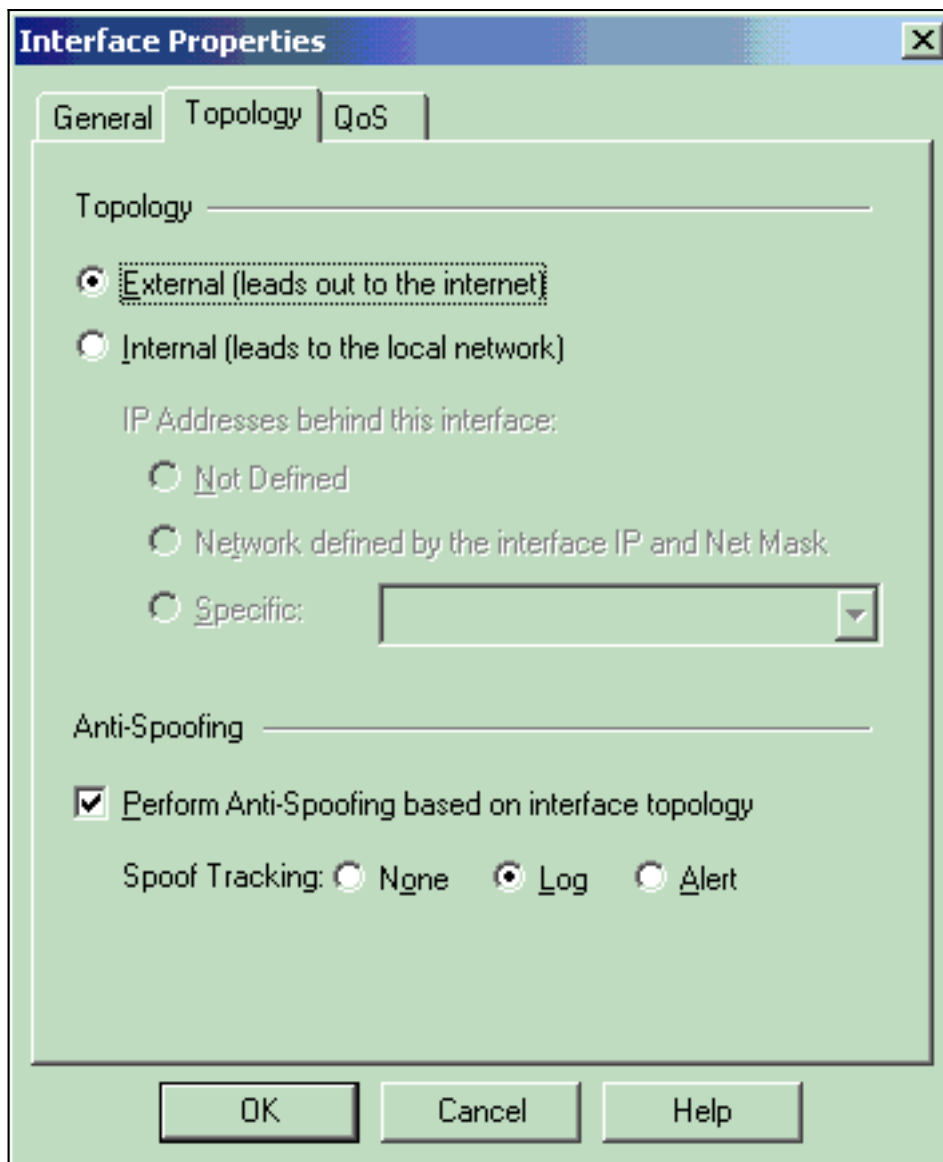 Interface Properties
General Topology QoS
Topology
External (leads out to the internet)
Internal (leads to the local network)
IP Addresses behind this interface:
Not Defined
Network defined by the interface IP and Net Mask
Specific:
Anti-Spoofing
Perform Anti-Spoofing based on interface topology
Spoof Tracking: None Log Alert
OK Cancel Help